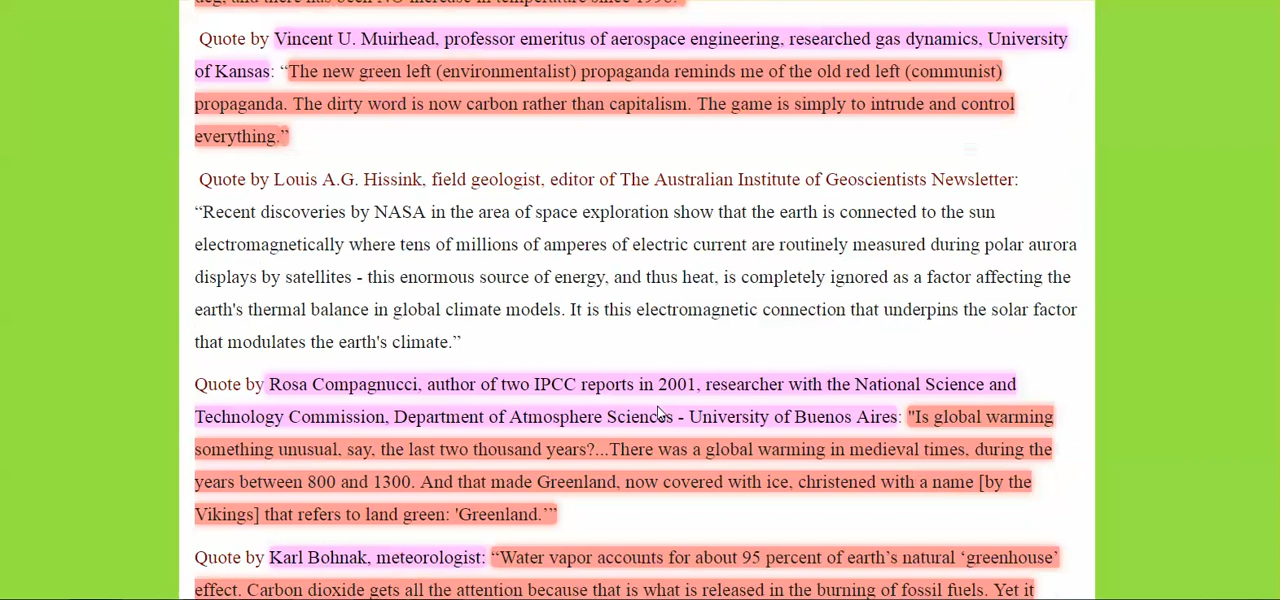 deg, and there has been NO increase in temperature since 1998."
Quote by Vincent U. Muirhead, professor emeritus of aerospace engineering, researched gas dynamics, University
of Kansas: “The new green left (environmentalist) propaganda reminds me of the old red left (communist)
propaganda. The dirty word is now carbon rather than capitalism. The game is simply to intrude and control
everything.”
Quote by Louis A.G. Hissink, field geologist, editor of The Australian Institute of Geoscientists Newsletter:
“Recent discoveries by NASA in the area of space exploration show that the earth is connected to the sun
electromagnetically where tens of millions of amperes of electric current are routinely measured during polar aurora
displays by satellites - this enormous source of energy, and thus heat, is completely ignored as a factor affecting the
earth's thermal balance in global climate models. It is this electromagnetic connection that underpins the solar factor
that modulates the earth's climate.”
Quote by Rosa Compagnucci, author of two IPCC reports in 2001, researcher with the National Science and
Technology Commission, Department of Atmosphere Sciences - University of Buenos Aires: "Is global warming
something unusual, say, the last two thousand years?...There was a global warming in medieval times, during the
years between 800 and 1300. And that made Greenland, now covered with ice, christened with a name [by the
Vikings] that refers to land green: 'Greenland.’”
Quote by Karl Bohnak, meteorologist: “Water vapor accounts for about 95 percent of earth’s natural ‘greenhouse’
effect. Carbon dioxide gets all the attention because that is what is released in the burning of fossil fuels. Yet it